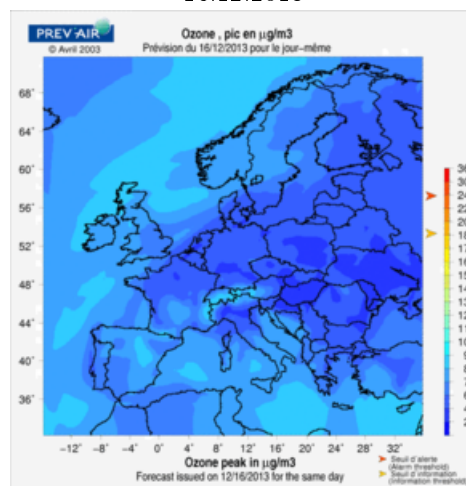 PREV'AIR
© Avril 2003
Ozone , pic en µg/m3
Prévision du 16/12/2013 pour le jour-même
68°
64°
60°
56°
52°
48°
44°
40°
36°
-12° -8° -4° 0° 4° 8° 12° 16° 20° 24° 28° 32°
Ozone peak in µg/m3
Forecast issued on 12/16/2013 for the same day
Seuil d'alerte
(Alarm threshold)
Seuil d'information
(Information threshold)